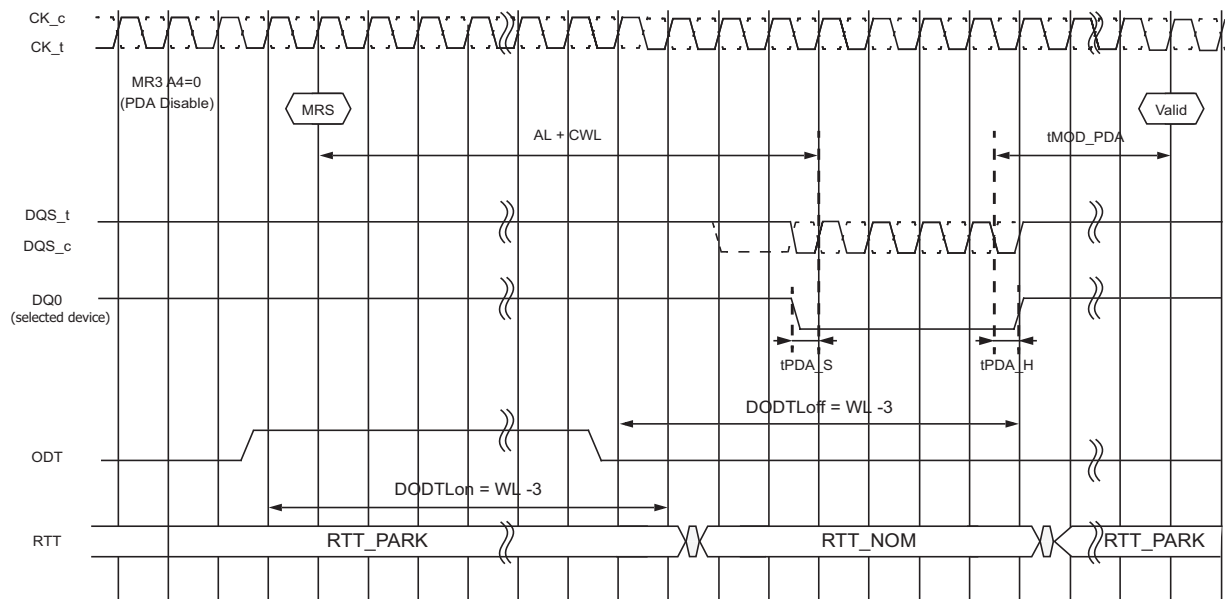 CK_c
CK_t
MR3 A4=0
(PDA Disable)
MRS
Valid
AL + CWL
tMOD_PDA
DQS_t
DQS_c
DQ0
(selected device)
tPDA_S
tPDA_H
DODTLoff = WL -3
ODT
DODTLon = WL -3
RTT
RTT_PARK
RTT_NOM
RTT_PARK